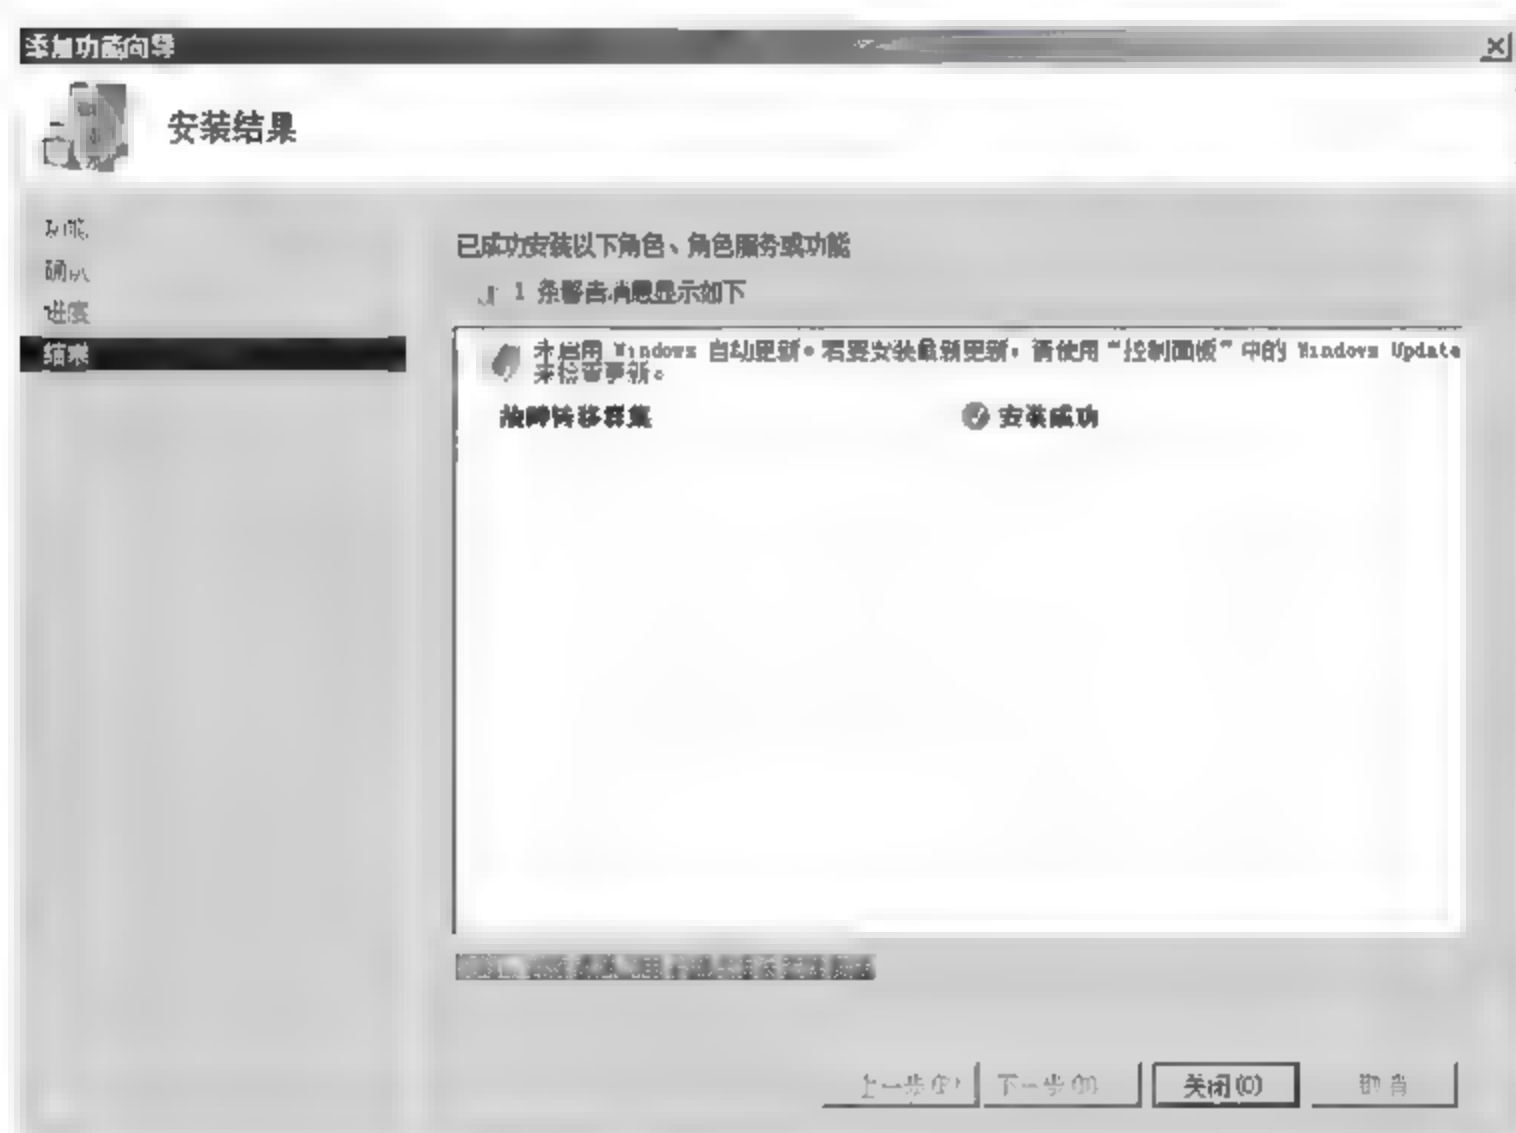 添加功能向导
安装结果
功能
确认
进度
结果
已成功安装以下角色、角色服务或功能
1 条警告消息显示如下
未启用 Windows 自动更新。若要安装最新更新，请使用“控制面板”中的 Windows Update
来检查更新。
故障转移群集
安装成功
上一步(P)
下一步(N)
关闭(O)
取消